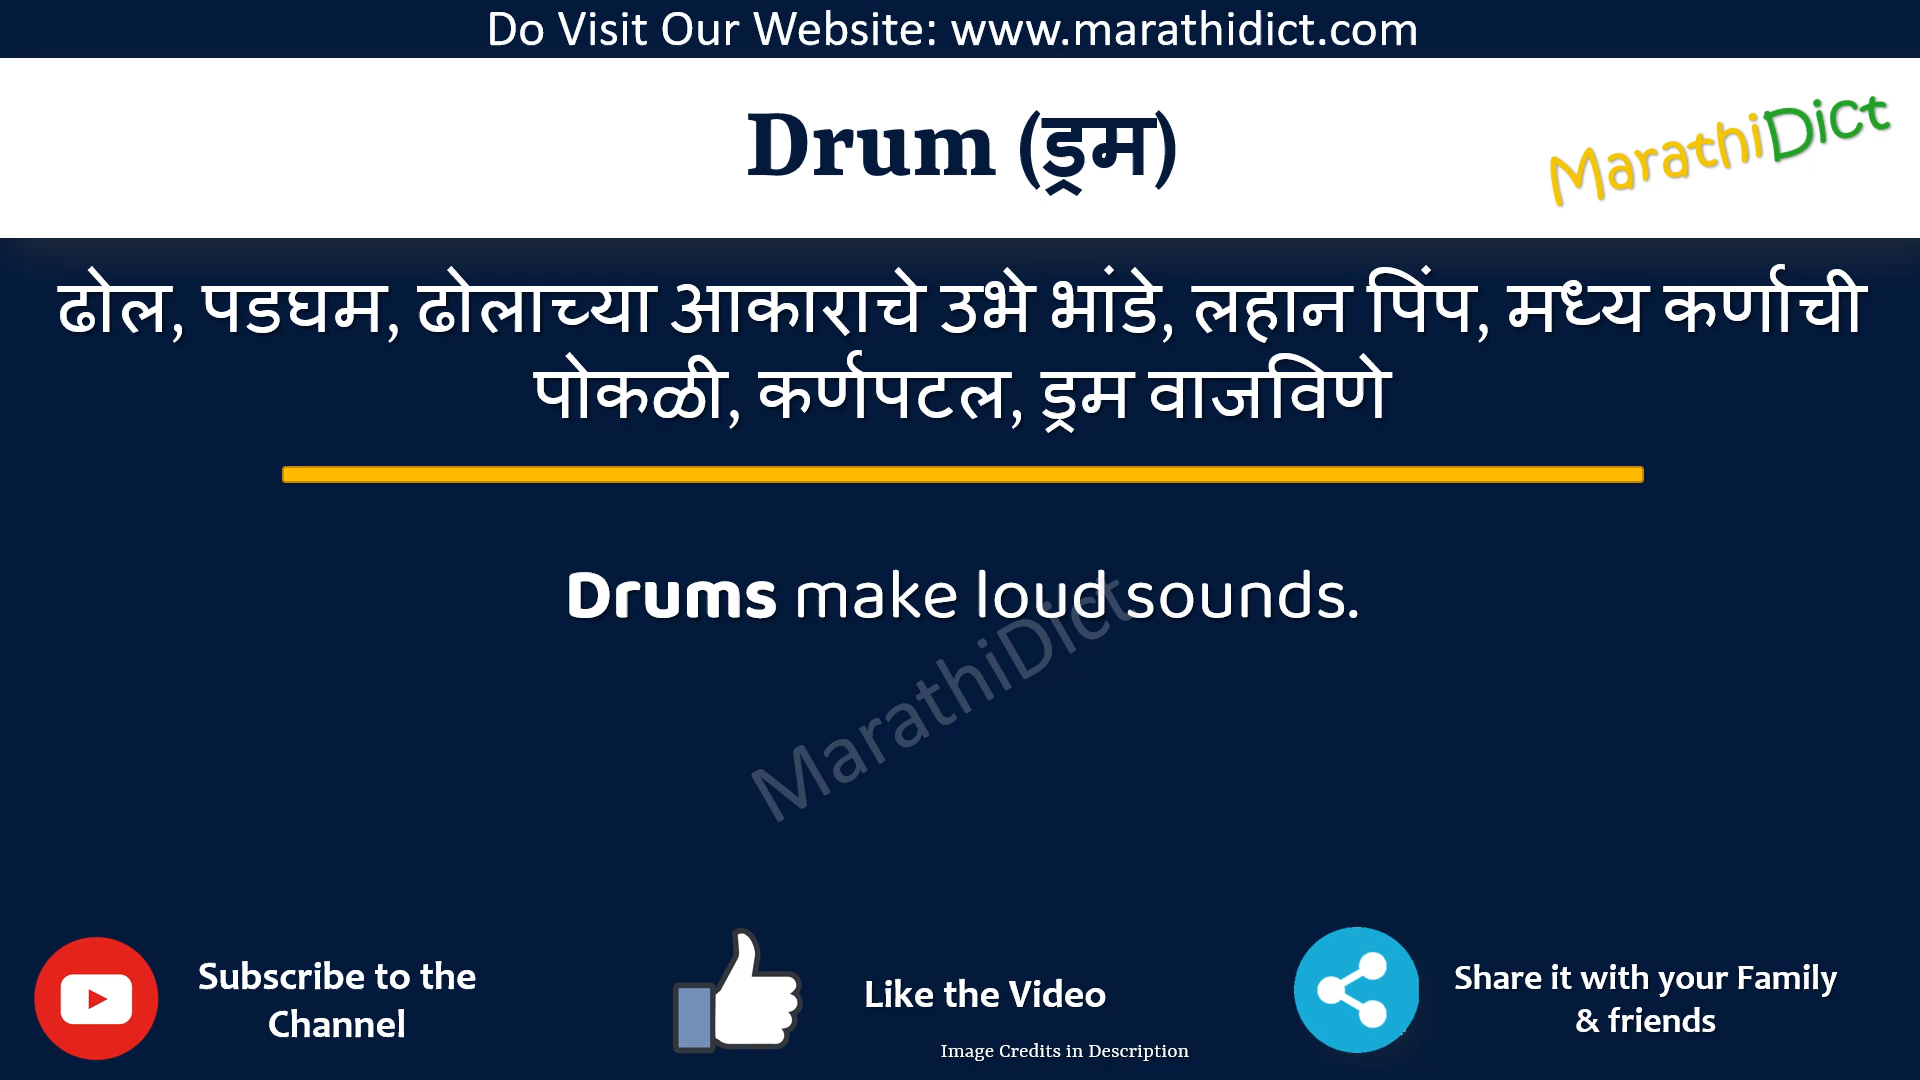 Do Visit Our Website: www.marathidict.com
Drum (ड्रम)
MarathiDict
ढोल, पडघम, ढोलाच्या आकाराचे उभे भांडे, लहान पिंप, मध्य कर्णाची
पोकळी, कर्णपटल, ड्रम वाजविणे
Drums make loud sounds.
MarathiDict
Subscribe to the
Channel
Like the Video
Share it with your Family
& friends
Image Credits in Description